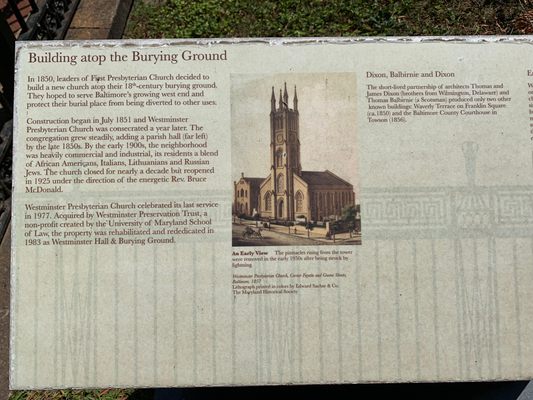 Building atop the Burying Ground
In 1850, leaders of First Presbyterian Church decided to
build a new church atop their 18th-century burying ground.
They hoped to serve Baltimore's growing west end and
protect their burial place from being diverted to other uses.
Construction began in July 1851 and Westminster
Presbyterian Church was consecrated a year later. The
congregation grew steadily, adding a parish hall (far left)
by the late 1850s. By the early 1900s, the neighborhood
was heavily commercial and industrial, its residents a blend
of African Americans, Italians, Lithuanians and Russian
Jews. The church closed for nearly a decade but reopened
in 1925 under the direction of the energetic Rev. Bruce
McDonald.
Westminster Presbyterian Church celebrated its last service
in 1977. Acquired by Westminster Preservation Trust, a
non-profit created by the University of Maryland School
of Law, the property was rehabilitated and rededicated in
1983 as Westminster Hall & Burying Ground.
An Early View The pinnacles rising from the tower
were removed in the early 1930s after being struck by
lightning.
Westminster Presbyterian Church, Corner Fayette and Greene Streets,
Baltimore, 1857
Lithograph printed in colors by Edward Sachse & Co.
The Maryland Historical Society
Dixon, Balbirnie and Dixon
The short-lived partnership of architects Thomas and
James Dixon (brothers from Wilmington, Delaware) and
Thomas Balbirnie (a Scotsman) produced only two other
known buildings: Waverly Terrace on Franklin Square
(ca.1850) and the Baltimore County Courthouse in
Towson (1856).